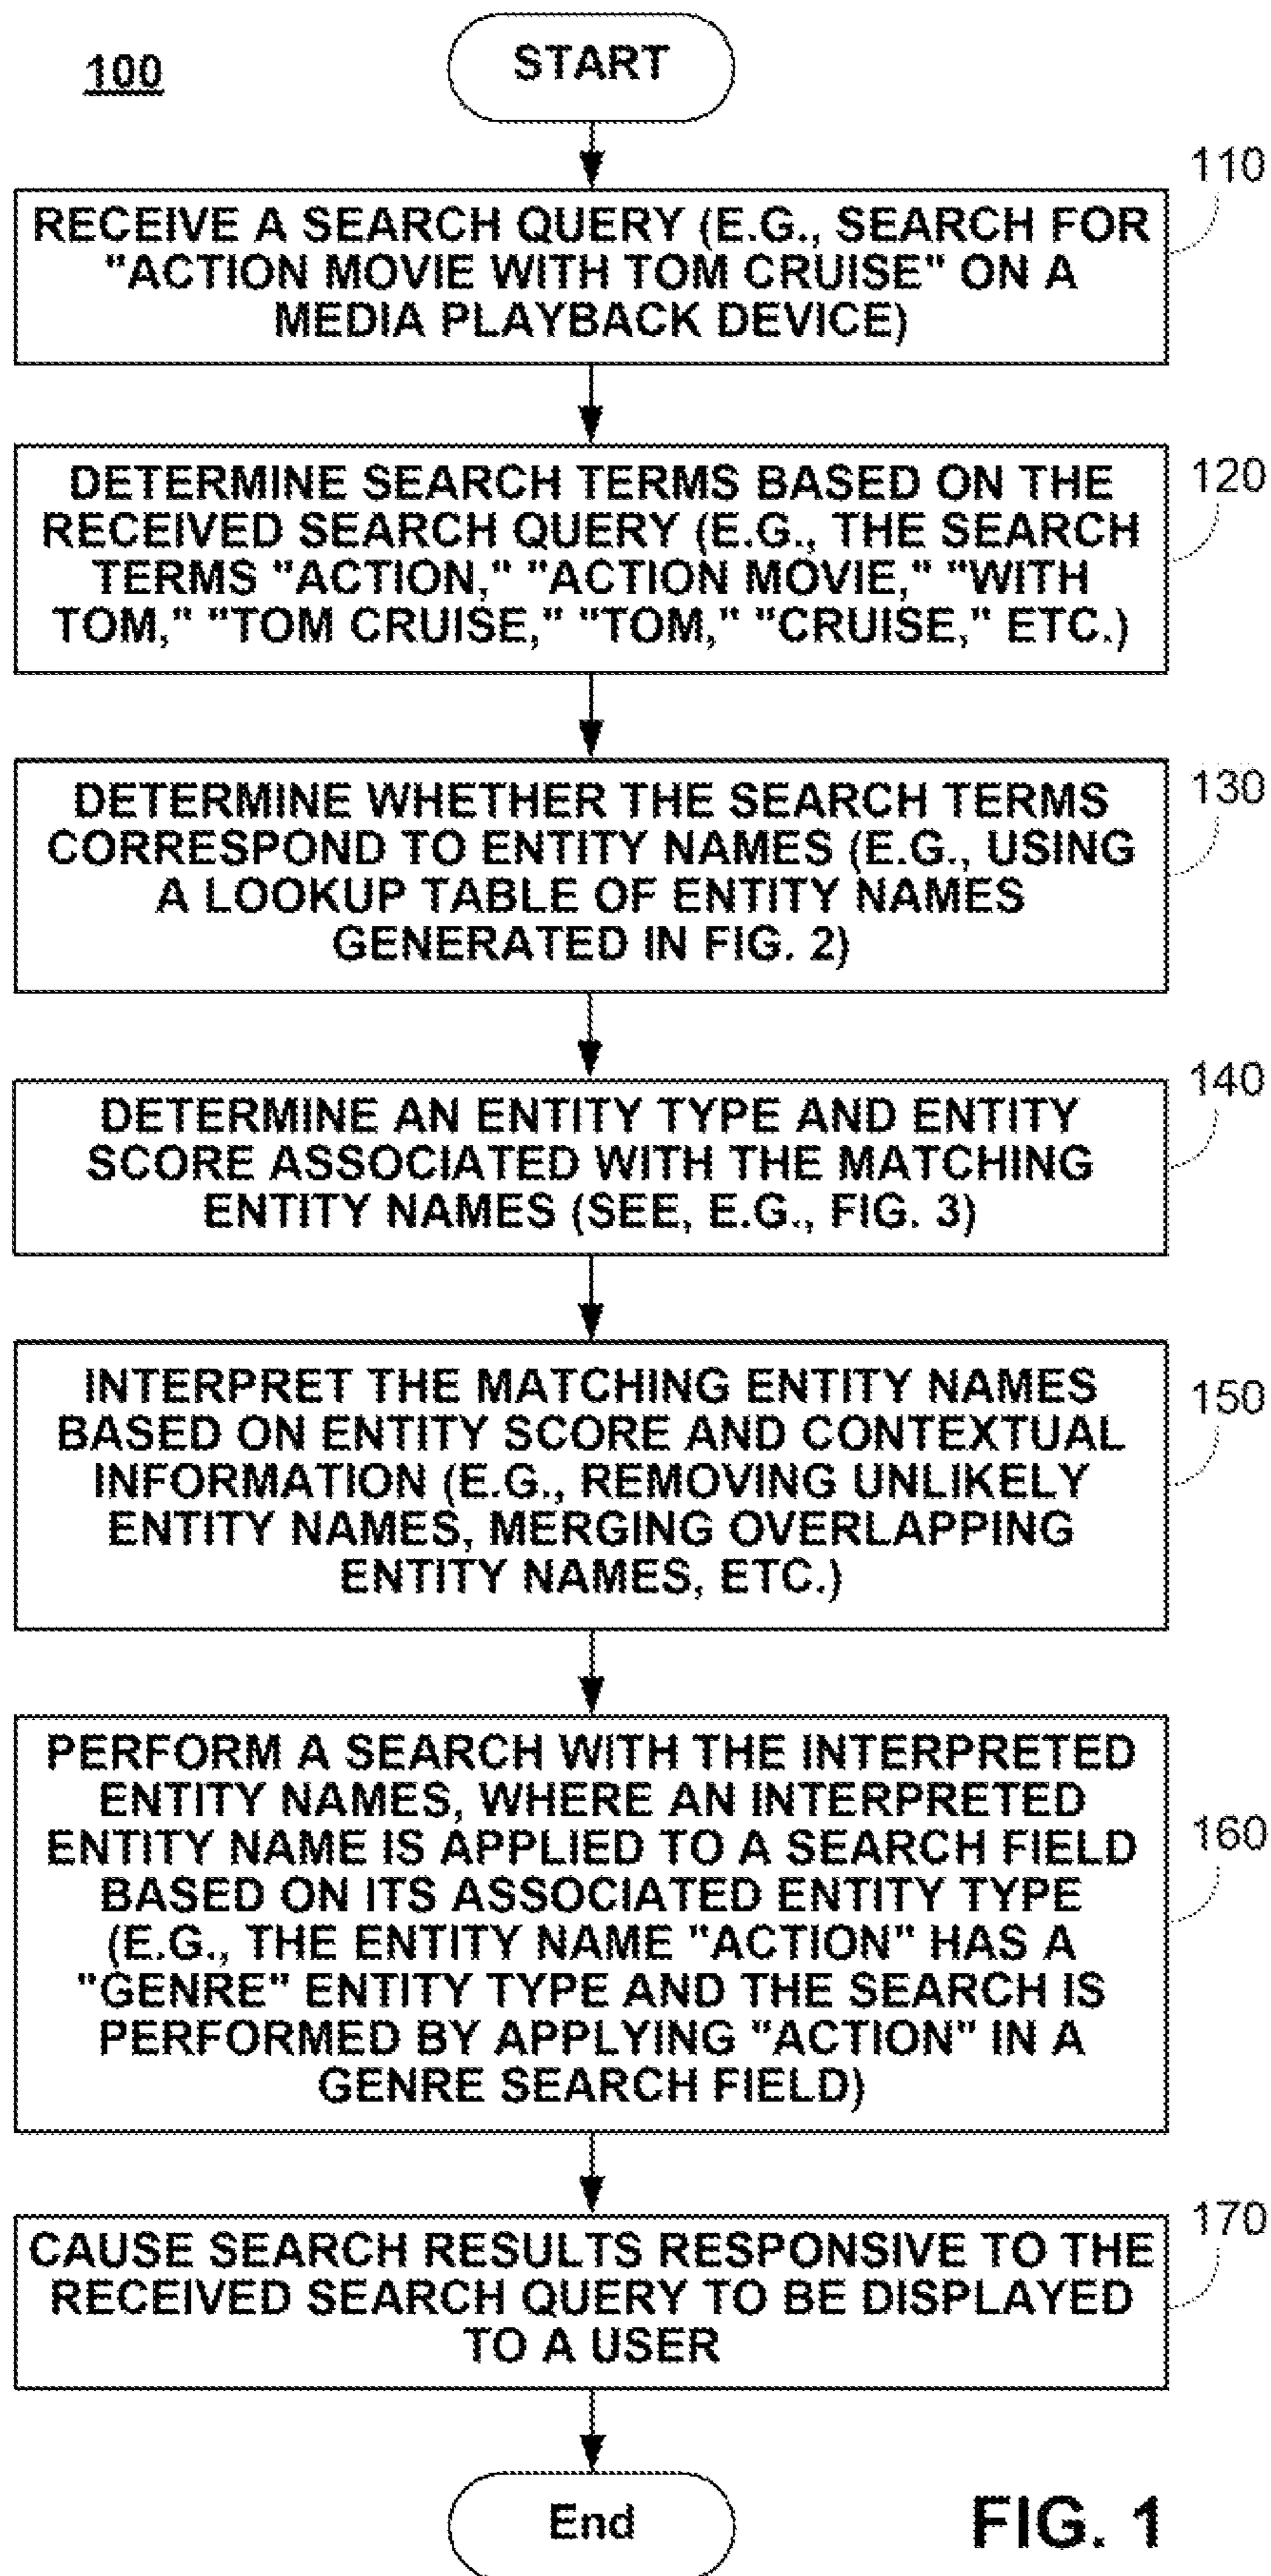 100
START
110
RECEIVE A SEARCH QUERY (E.G., SEARCH FOR
"ACTION MOVIE WITH TOM CRUISE" ON A
MEDIA PLAYBACK DEVICE)
120
DETERMINE SEARCH TERMS BASED ON THE
RECEIVED SEARCH QUERY (E.G., THE SEARCH
TERMS "ACTION," "ACTION MOVIE," "WITH
TOM," "TOM CRUISE," "TOM," "CRUISE," ETC.)
130
DETERMINE WHETHER THE SEARCH TERMS
CORRESPOND TO ENTITY NAMES (E.G., USING
A LOOKUP TABLE OF ENTITY NAMES
GENERATED IN FIG. 2)
140
DETERMINE AN ENTITY TYPE AND ENTITY
SCORE ASSOCIATED WITH THE MATCHING
ENTITY NAMES (SEE, E.G., FIG. 3)
150
INTERPRET THE MATCHING ENTITY NAMES
BASED ON ENTITY SCORE AND CONTEXTUAL
INFORMATION (E.G., REMOVING UNLIKELY
ENTITY NAMES, MERGING OVERLAPPING
ENTITY NAMES, ETC.)
160
PERFORM A SEARCH WITH THE INTERPRETED
ENTITY NAMES, WHERE AN INTERPRETED
ENTITY NAME IS APPLIED TO A SEARCH FIELD
BASED ON ITS ASSOCIATED ENTITY TYPE
(E.G., THE ENTITY NAME "ACTION" HAS A
"GENRE" ENTITY TYPE AND THE SEARCH IS
PERFORMED BY APPLYING "ACTION" IN A
GENRE SEARCH FIELD)
170
CAUSE SEARCH RESULTS RESPONSIVE TO THE
RECEIVED SEARCH QUERY TO BE DISPLAYED
TO A USER
End
FIG. 1